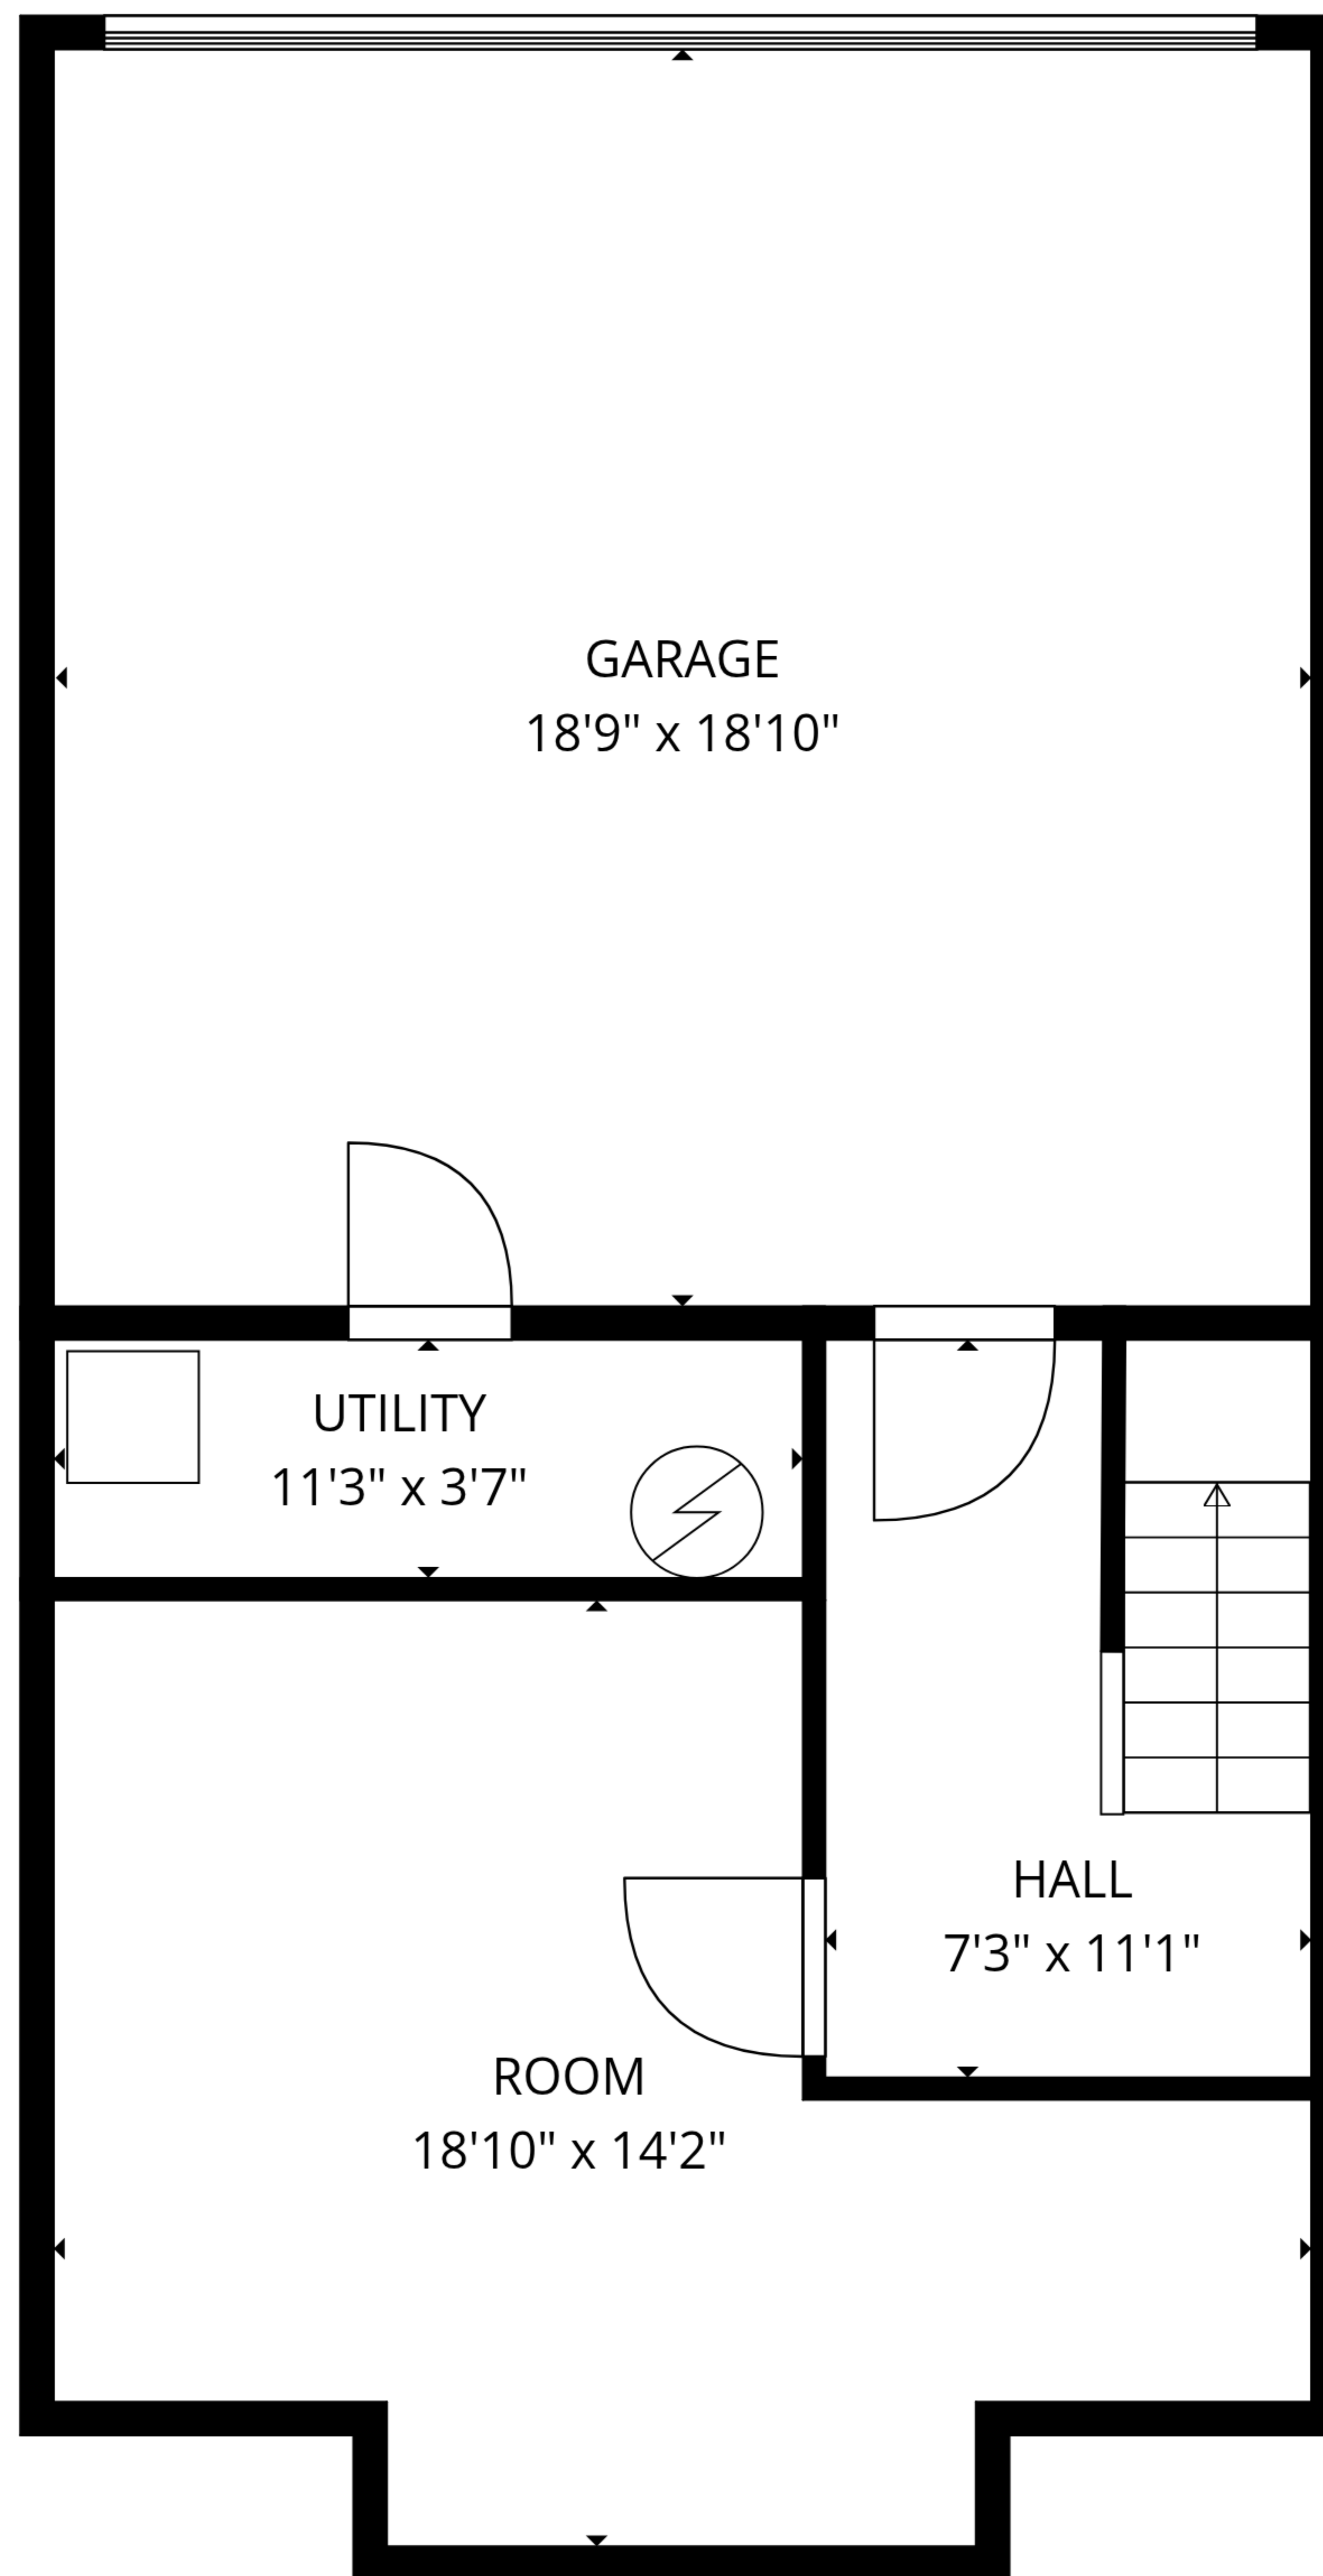 GARAGE
18'9" x 18'10"
UTILITY
11'3" x 3'7"
HALL
7'3" x 11'1"
ROOM
18'10" x 14'2"